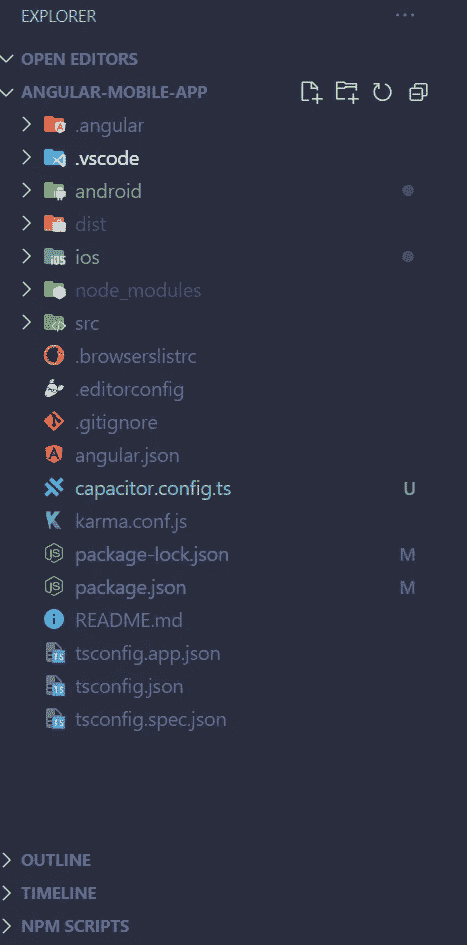 EXPLORER
OPEN EDITORS
ANGULAR-MOBILE-APP
.angular
.vscode
android
dist
ios
node_modules
src
.browserslistrc
.editorconfig
.gitignore
angular.json
capacitor.config.ts U
karma.conf.js
package-lock.json M
package.json M
README.md
tsconfig.app.json
tsconfig.json
tsconfig.spec.json
OUTLINE
TIMELINE
NPM SCRIPTS